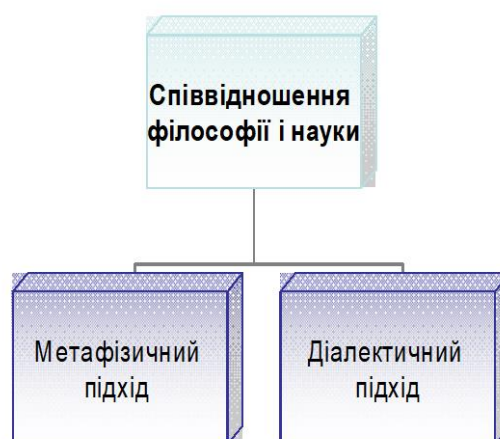 Співвідношення
філософії і науки
Метафізичний
підхід
Діалектичний
підхід